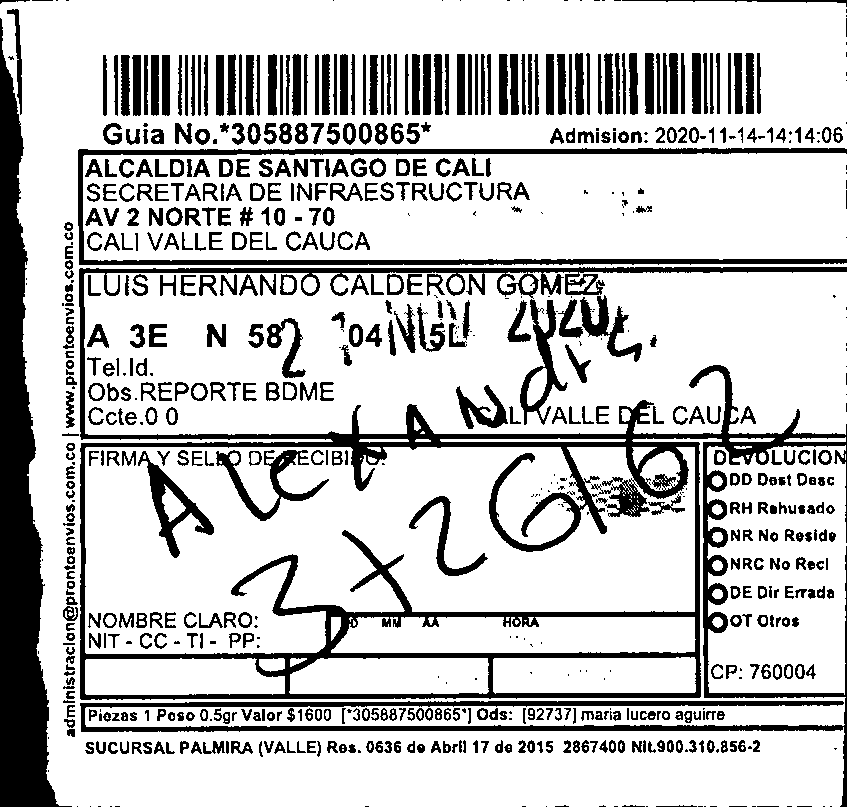 Guia No.*305887500865*
Admision: 2020-11-14-14:14:06
ALCALDIA DE SANTIAGO DE CALI
SECRETARIA DE INFRAESTRUCTURA
AV 2 NORTE # 10 - 70
CALI VALLE DEL CAUCA
www.prontoenvios.com.co
LUIS HERNANDO CALDERON GOMEZ
A 3E N 58
04
Tel.Id.
Obs.REPORTE BDME
Ccte.0 0
CALI VALLE DEL CAUCA
administracion@prontoenvios.com.co
FIRMA Y SELLO DE RECIBIDO:
NOMBRE CLARO:
NIT - CC - TI - PP:
MM AA HORA
DEVOLUCION
DD Dest Desc
RH Rehusado
NR No Reside
NRC No Recl
DE Dir Errada
OT Otros
CP: 760004
Piezas 1 Peso 0.5gr Valor $1600 [*305887500865*] Ods: [92737] maria lucero aguirre
SUCURSAL PALMIRA (VALLE) Res. 0636 de Abril 17 de 2015 2867400 Nit.900.310.856-2